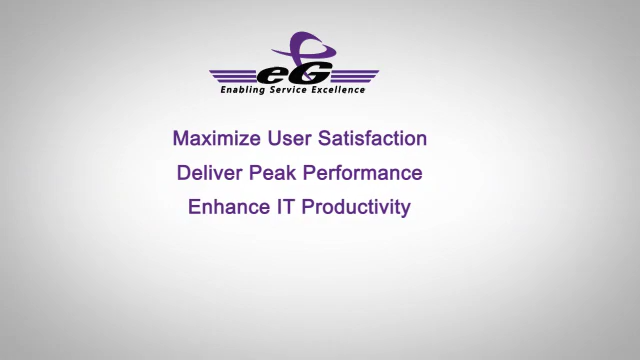 eG
Enabling Service Excellence
Maximize User Satisfaction
Deliver Peak Performance
Enhance IT Productivity